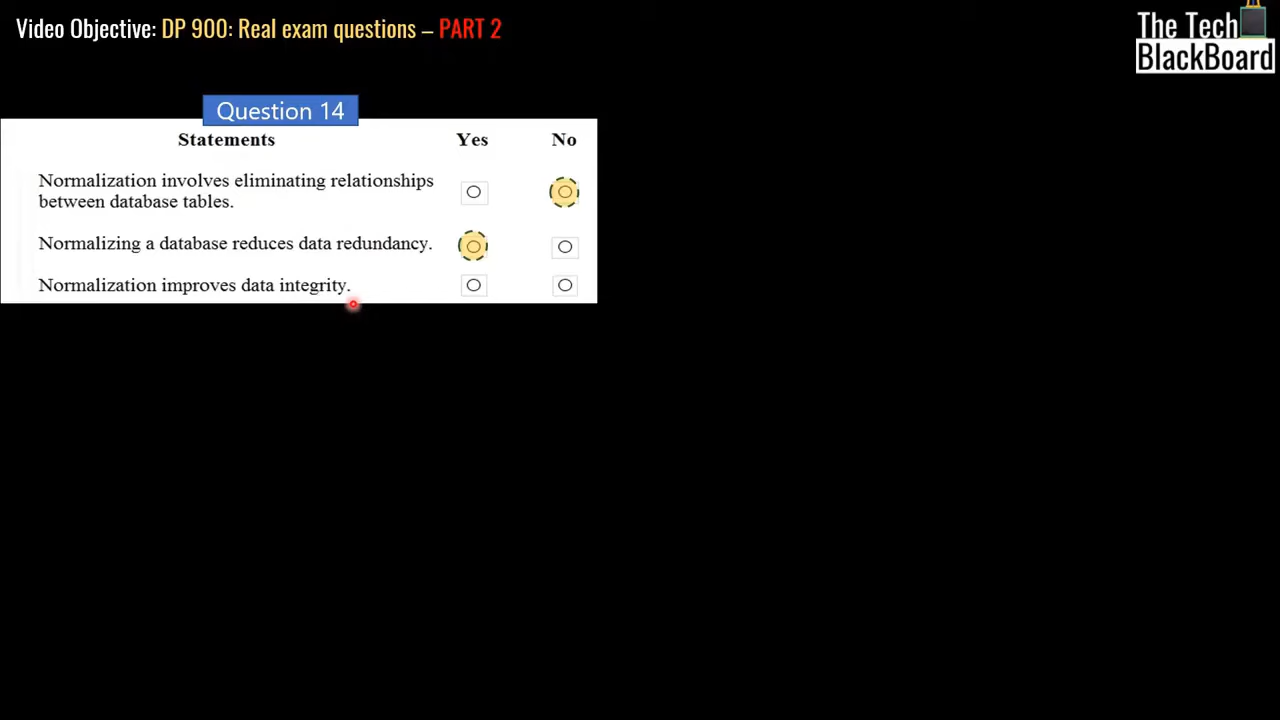 Video Objective: DP 900: Real exam questions – PART 2
The Tech
BlackBoard
Question 14
Statements Yes No
Normalization involves eliminating relationships
between database tables.
Normalizing a database reduces data redundancy.
Normalization improves data integrity.